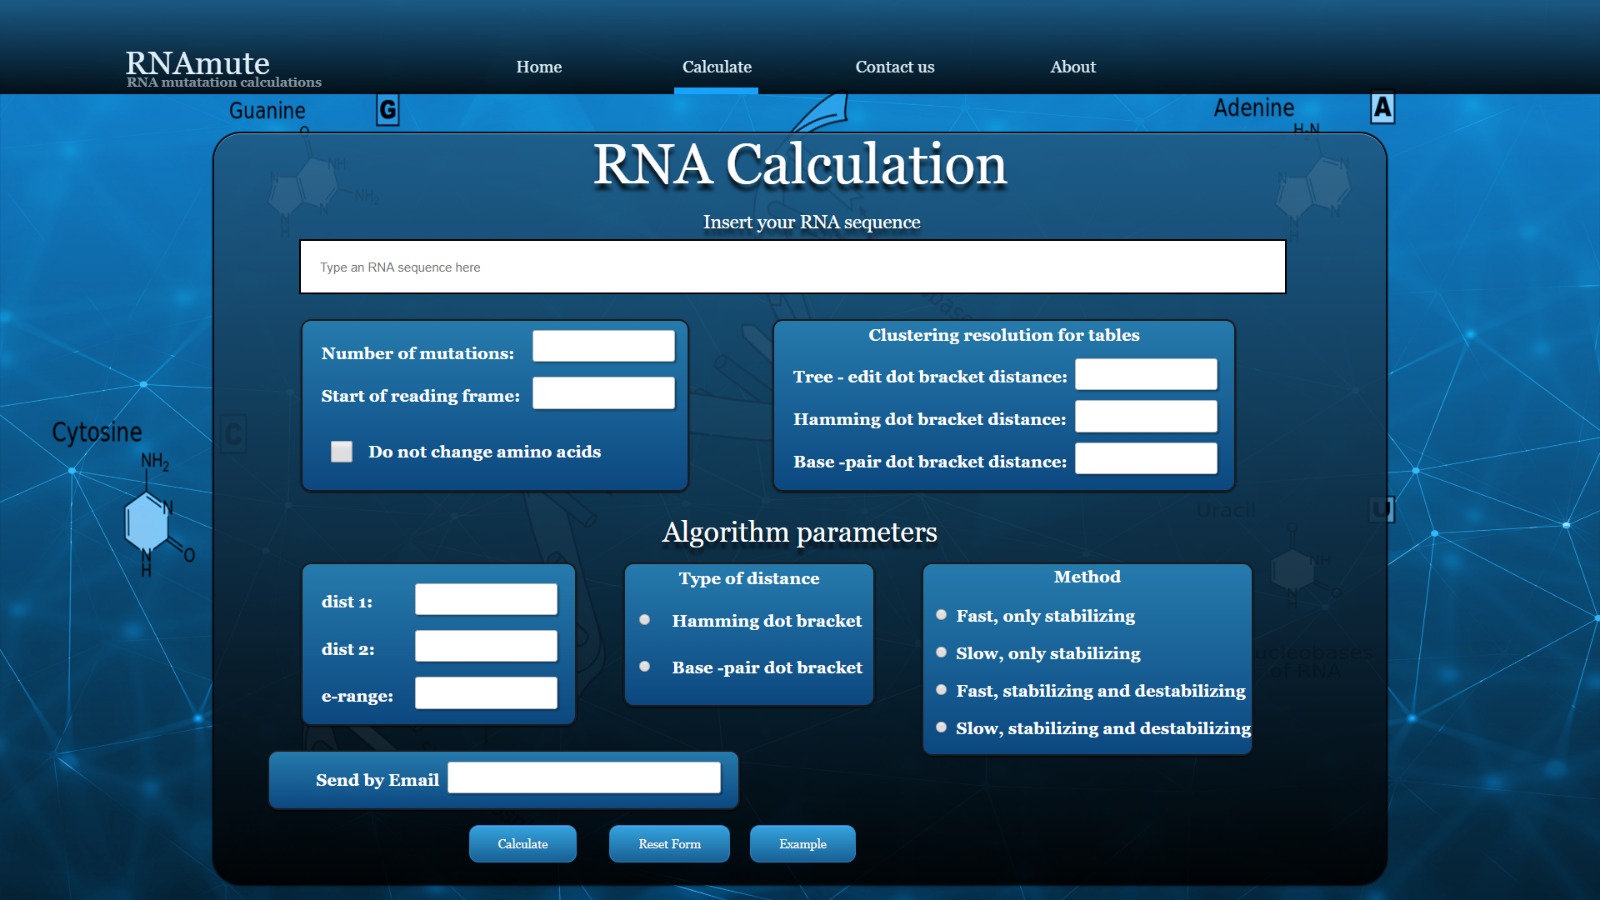 RNAmute
RNA mutatation calculations
Home
Calculate
Contact us
About
Guanine
G
Adenine
A
RNA Calculation
Insert your RNA sequence
Type an RNA sequence here
Number of mutations:
Start of reading frame:
Do not change amino acids
Clustering resolution for tables
Tree - edit dot bracket distance:
Hamming dot bracket distance:
Base -pair dot bracket distance:
Cytosine
C
NH2
N
N
H
O
Uracil
U
Algorithm parameters
dist 1:
dist 2:
e-range:
Type of distance
Hamming dot bracket
Base -pair dot bracket
Method
Fast, only stabilizing
Slow, only stabilizing
Fast, stabilizing and destabilizing
Slow, stabilizing and destabilizing
of RNA
Send by Email
Calculate
Reset Form
Example